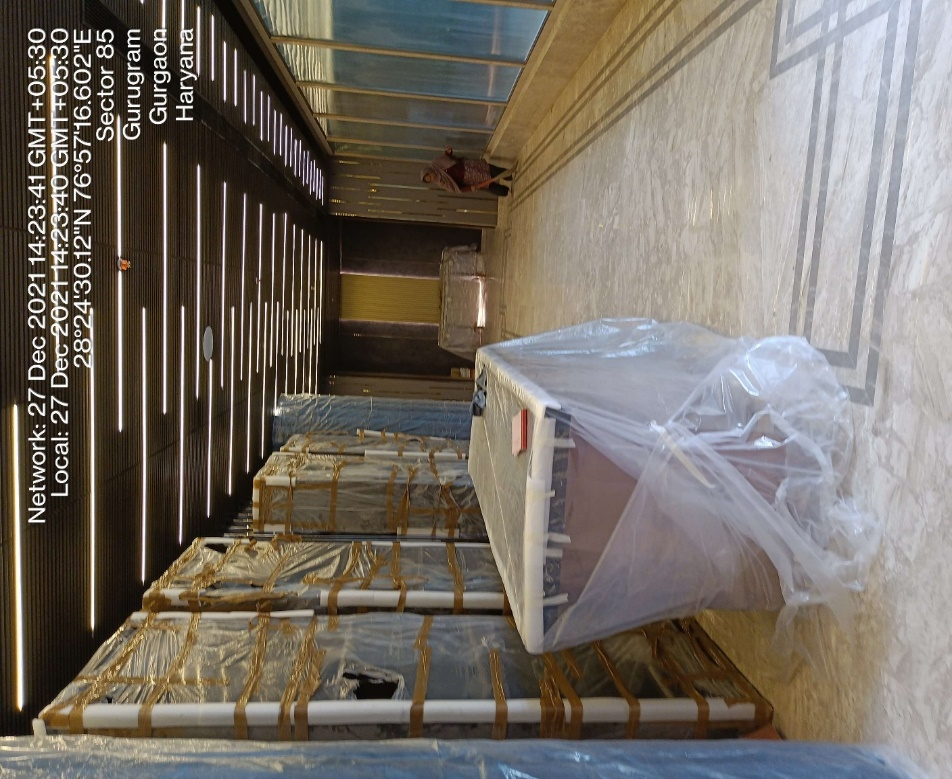 Network: 27 Dec 2021 14:23:41 GMT+05:30
Local: 27 Dec 2021 14:23:40 GMT+05:30
28°24'30.12"N 76°57'16.602"E
Sector 85
Gurugram
Gurgaon
Haryana